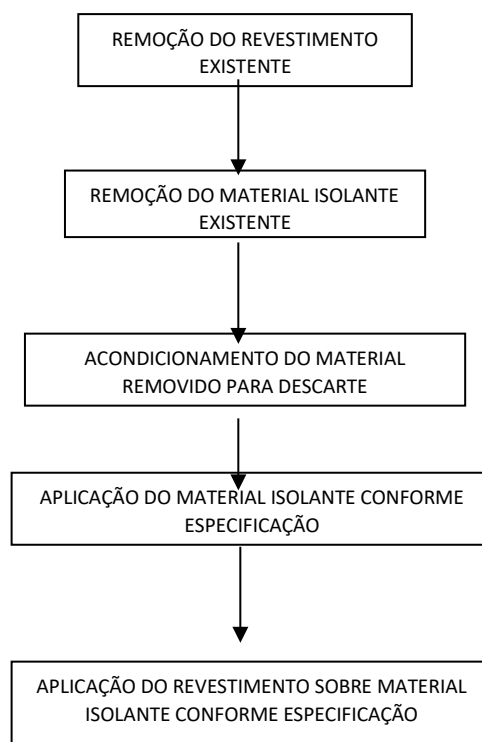 REMOÇÃO DO REVESTIMENTO
EXISTENTE
REMOÇÃO DO MATERIAL ISOLANTE
EXISTENTE
ACONDICIONAMENTO DO MATERIAL
REMOVIDO PARA DESCARTE
APLICAÇÃO DO MATERIAL ISOLANTE CONFORME
ESPECIFICAÇÃO
APLICAÇÃO DO REVESTIMENTO SOBRE MATERIAL
ISOLANTE CONFORME ESPECIFICAÇÃO